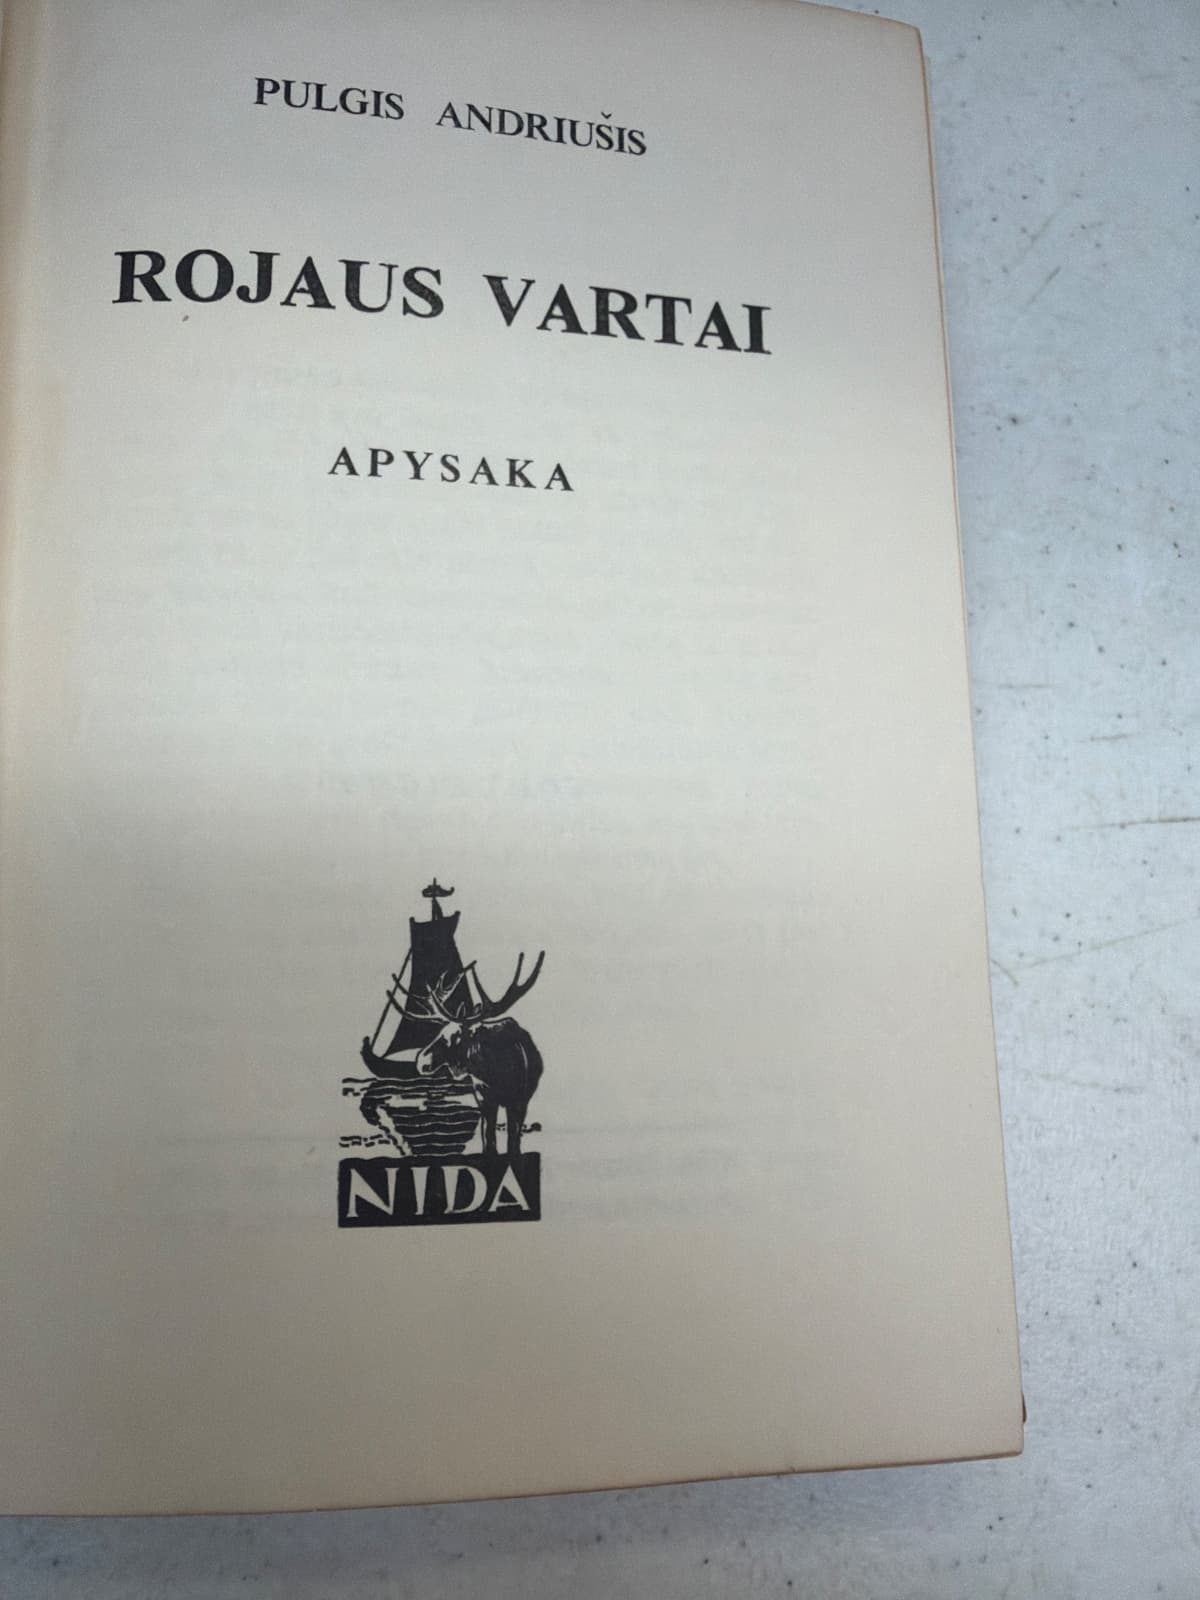 PULGIS ANDRIUŠIS
ROJAUS VARTAI
APYSAKA
NIDA